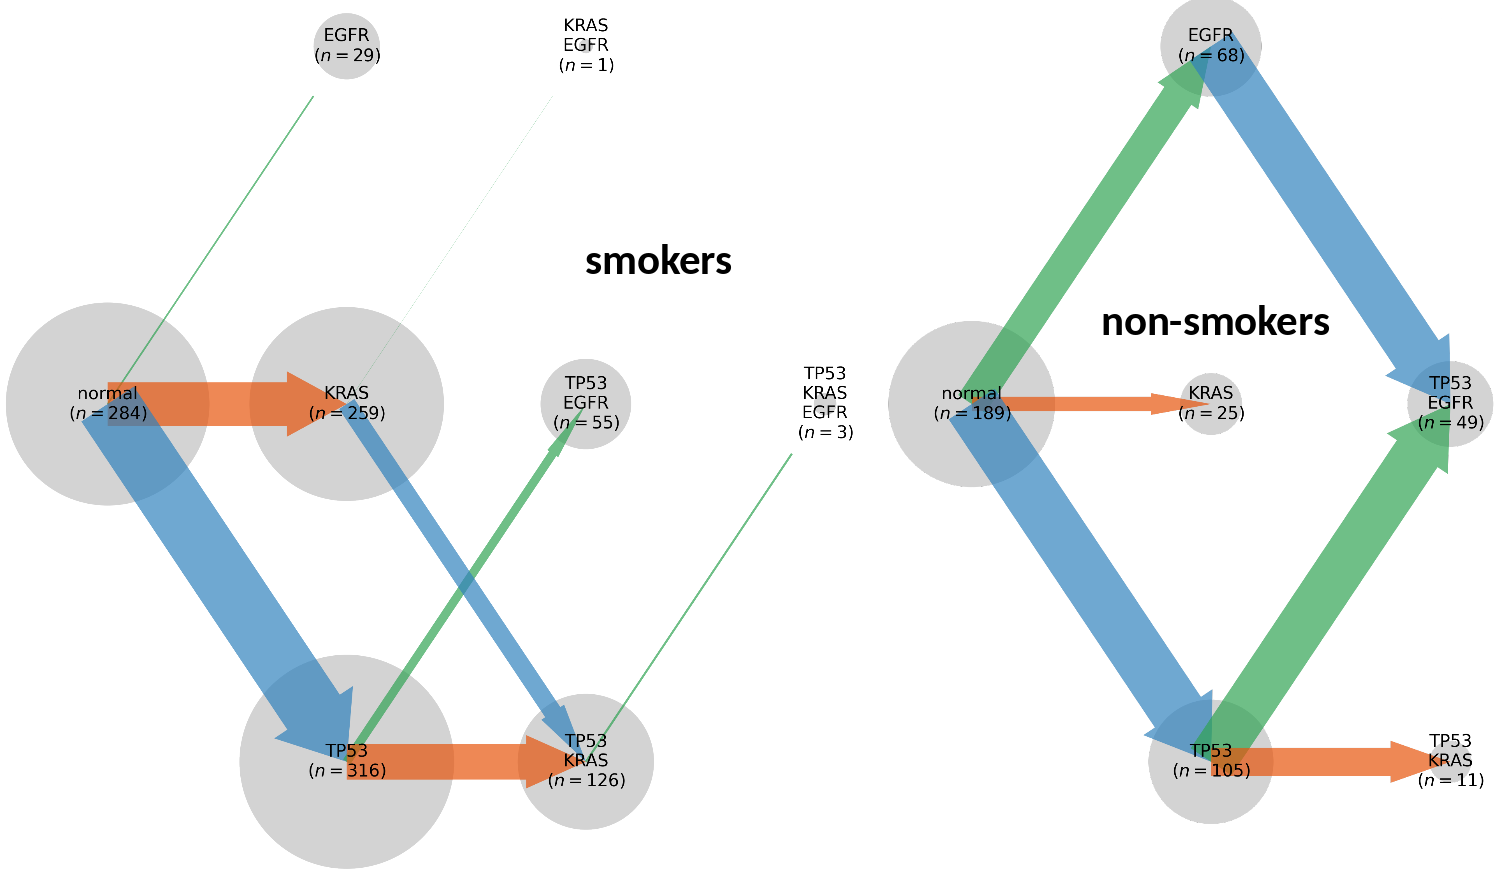 EGFR
(n = 29)
KRAS
EGFR
(n = 1)
smokers
normal
(n = 284)
KRAS
(n = 259)
TP53
EGFR
(n = 55)
TP53
KRAS
EGFR
(n = 3)
TP53
(n = 316)
TP53
KRAS
(n = 126)
EGFR
(n = 68)
non-smokers
normal
(n = 189)
KRAS
(n = 25)
TP53
EGFR
(n = 49)
TP53
(n = 105)
TP53
KRAS
(n = 11)